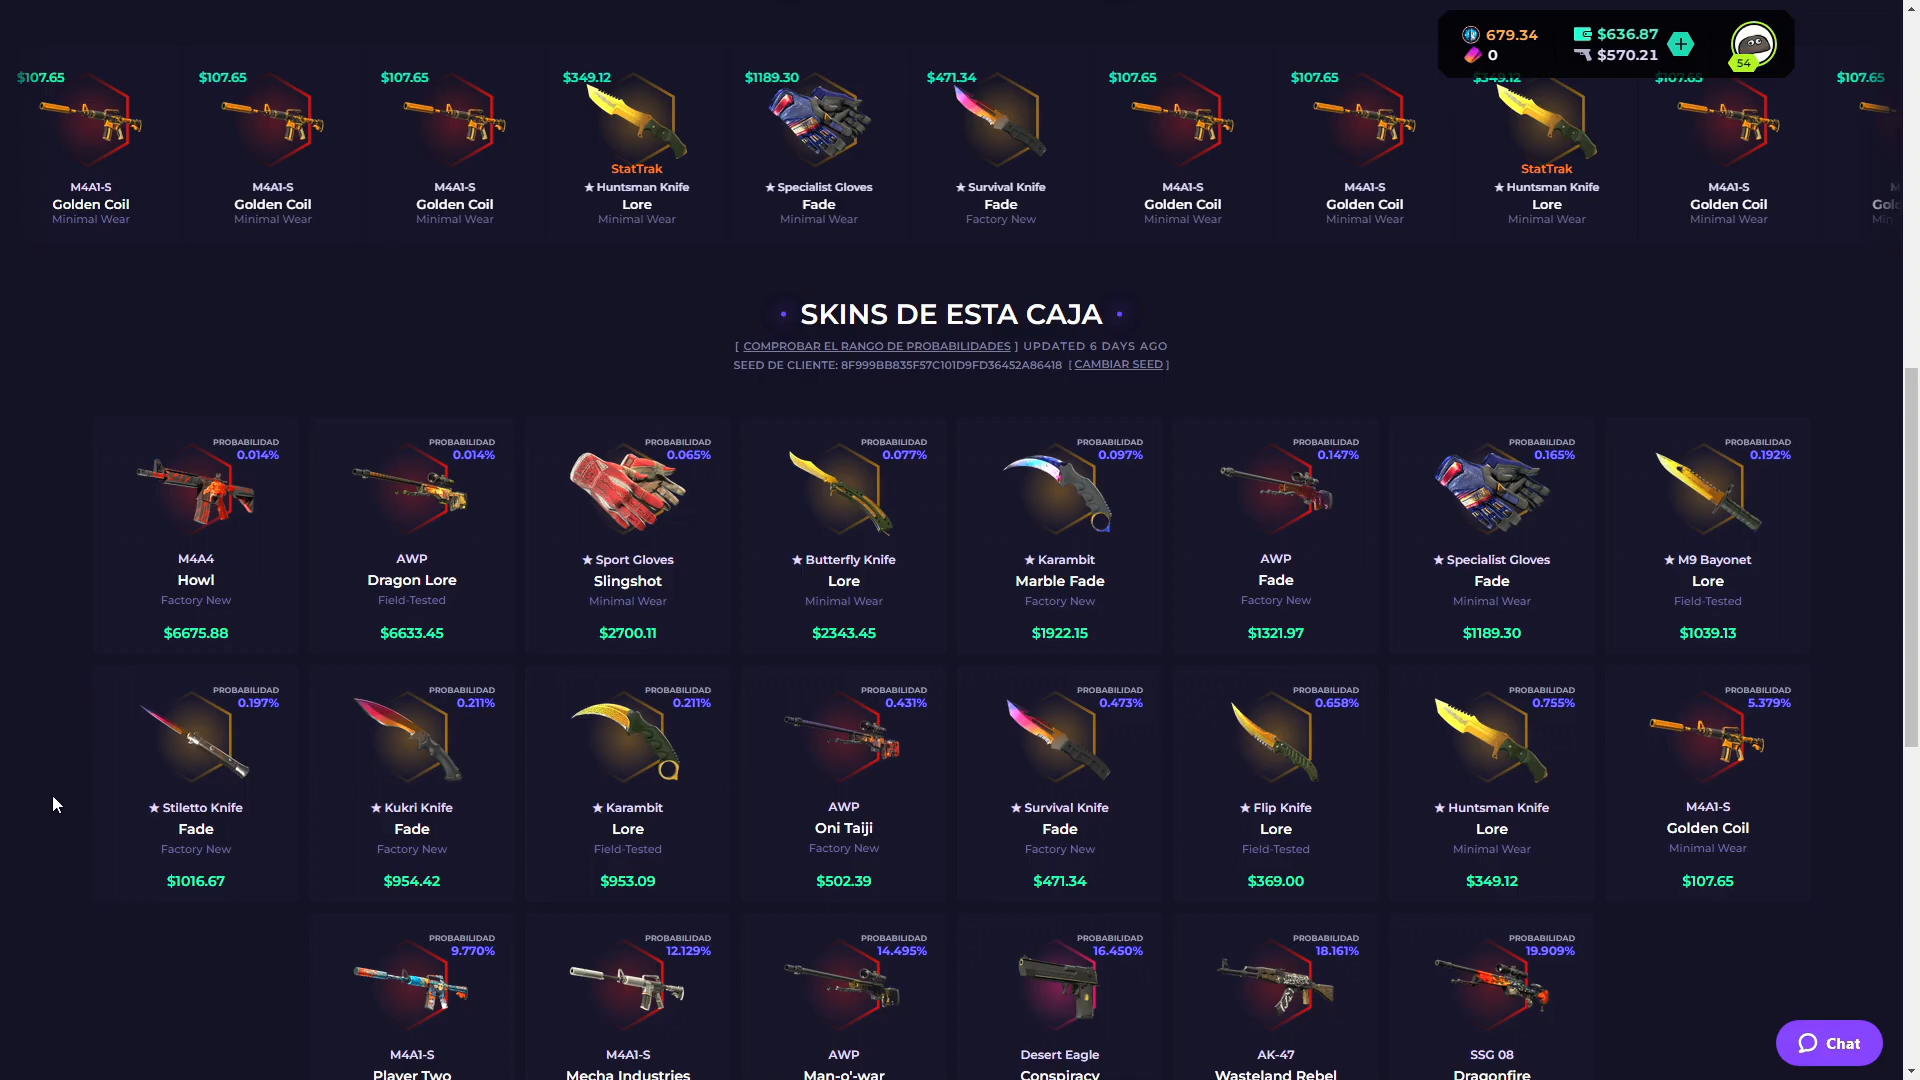 679.34
$636.87
0
$570.21
54
$107.65
$107.65
$107.65
$349.12
$1189.30
$471.34
$107.65
$107.65
$349.12
$107.65
$107.65
StatTrak
StatTrak
M4A1-S
M4A1-S
M4A1-S
★ Huntsman Knife
★ Specialist Gloves
★ Survival Knife
M4A1-S
M4A1-S
★ Huntsman Knife
M4A1-S
Golden Coil
Golden Coil
Golden Coil
Lore
Fade
Fade
Golden Coil
Golden Coil
Lore
Golden Coil
Minimal Wear
Minimal Wear
Minimal Wear
Minimal Wear
Minimal Wear
Factory New
Minimal Wear
Minimal Wear
Minimal Wear
Minimal Wear
SKINS DE ESTA CAJA
[ COMPROBAR EL RANGO DE PROBABILIDADES ] UPDATED 6 DAYS AGO
SEED DE CLIENTE: 8F999BB835F57C101D9FD36452A86418 [ CAMBIAR SEED ]
PROBABILIDAD
0.014%
M4A4
Howl
Factory New
$6675.88
PROBABILIDAD
0.014%
AWP
Dragon Lore
Field-Tested
$6633.45
PROBABILIDAD
0.065%
★ Sport Gloves
Slingshot
Minimal Wear
$2700.11
PROBABILIDAD
0.077%
★ Butterfly Knife
Lore
Minimal Wear
$2343.45
PROBABILIDAD
0.097%
★ Karambit
Marble Fade
Factory New
$1922.15
PROBABILIDAD
0.147%
AWP
Fade
Factory New
$1321.97
PROBABILIDAD
0.165%
★ Specialist Gloves
Fade
Minimal Wear
$1189.30
PROBABILIDAD
0.192%
★ M9 Bayonet
Lore
Field-Tested
$1039.13
PROBABILIDAD
0.197%
★ Stiletto Knife
Fade
Factory New
$1016.67
PROBABILIDAD
0.211%
★ Kukri Knife
Fade
Factory New
$954.42
PROBABILIDAD
0.211%
★ Karambit
Lore
Field-Tested
$953.09
PROBABILIDAD
0.431%
AWP
Oni Taiji
Factory New
$502.39
PROBABILIDAD
0.473%
★ Survival Knife
Fade
Factory New
$471.34
PROBABILIDAD
0.658%
★ Flip Knife
Lore
Field-Tested
$369.00
PROBABILIDAD
0.755%
★ Huntsman Knife
Lore
Minimal Wear
$349.12
PROBABILIDAD
5.379%
M4A1-S
Golden Coil
Minimal Wear
$107.65
PROBABILIDAD
9.770%
M4A1-S
Player Two
PROBABILIDAD
12.129%
M4A1-S
Mecha Industries
PROBABILIDAD
14.495%
AWP
Man-o'-war
PROBABILIDAD
16.450%
Desert Eagle
Conspiracy
PROBABILIDAD
18.161%
AK-47
Wasteland Rebel
PROBABILIDAD
19.909%
SSG 08
Dragonfire
Chat